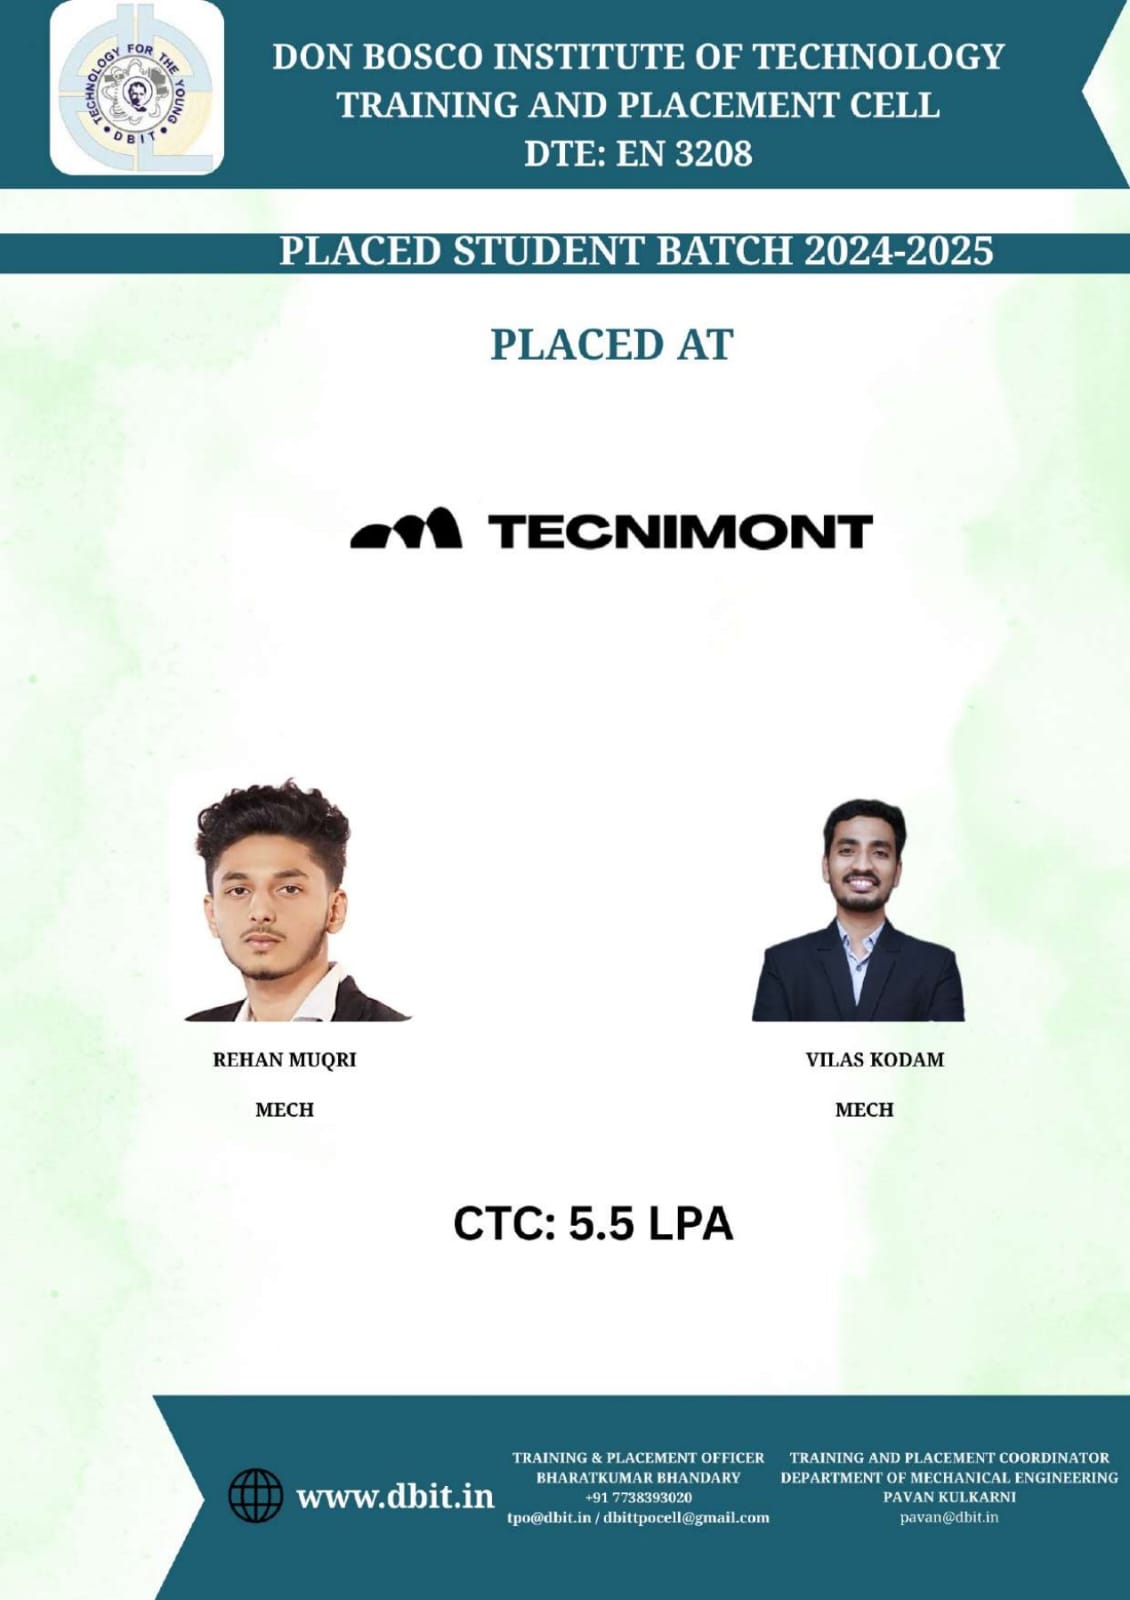 TECHNOLOGY FOR THE YOUNG
DBIT
DON BOSCO INSTITUTE OF TECHNOLOGY
TRAINING AND PLACEMENT CELL
DTE: EN 3208
PLACED STUDENT BATCH 2024-2025
PLACED AT
TECNIMONT
REHAN MUQRI
MECH
VILAS KODAM
MECH
CTC: 5.5 LPA
www.dbit.in
TRAINING & PLACEMENT OFFICER
BHARATKUMAR BHANDARY
+91 7738393020
tpo@dbit.in / dbittpocell@gmail.com
TRAINING AND PLACEMENT COORDINATOR
DEPARTMENT OF MECHANICAL ENGINEERING
PAVAN KULKARNI
pavan@dbit.in